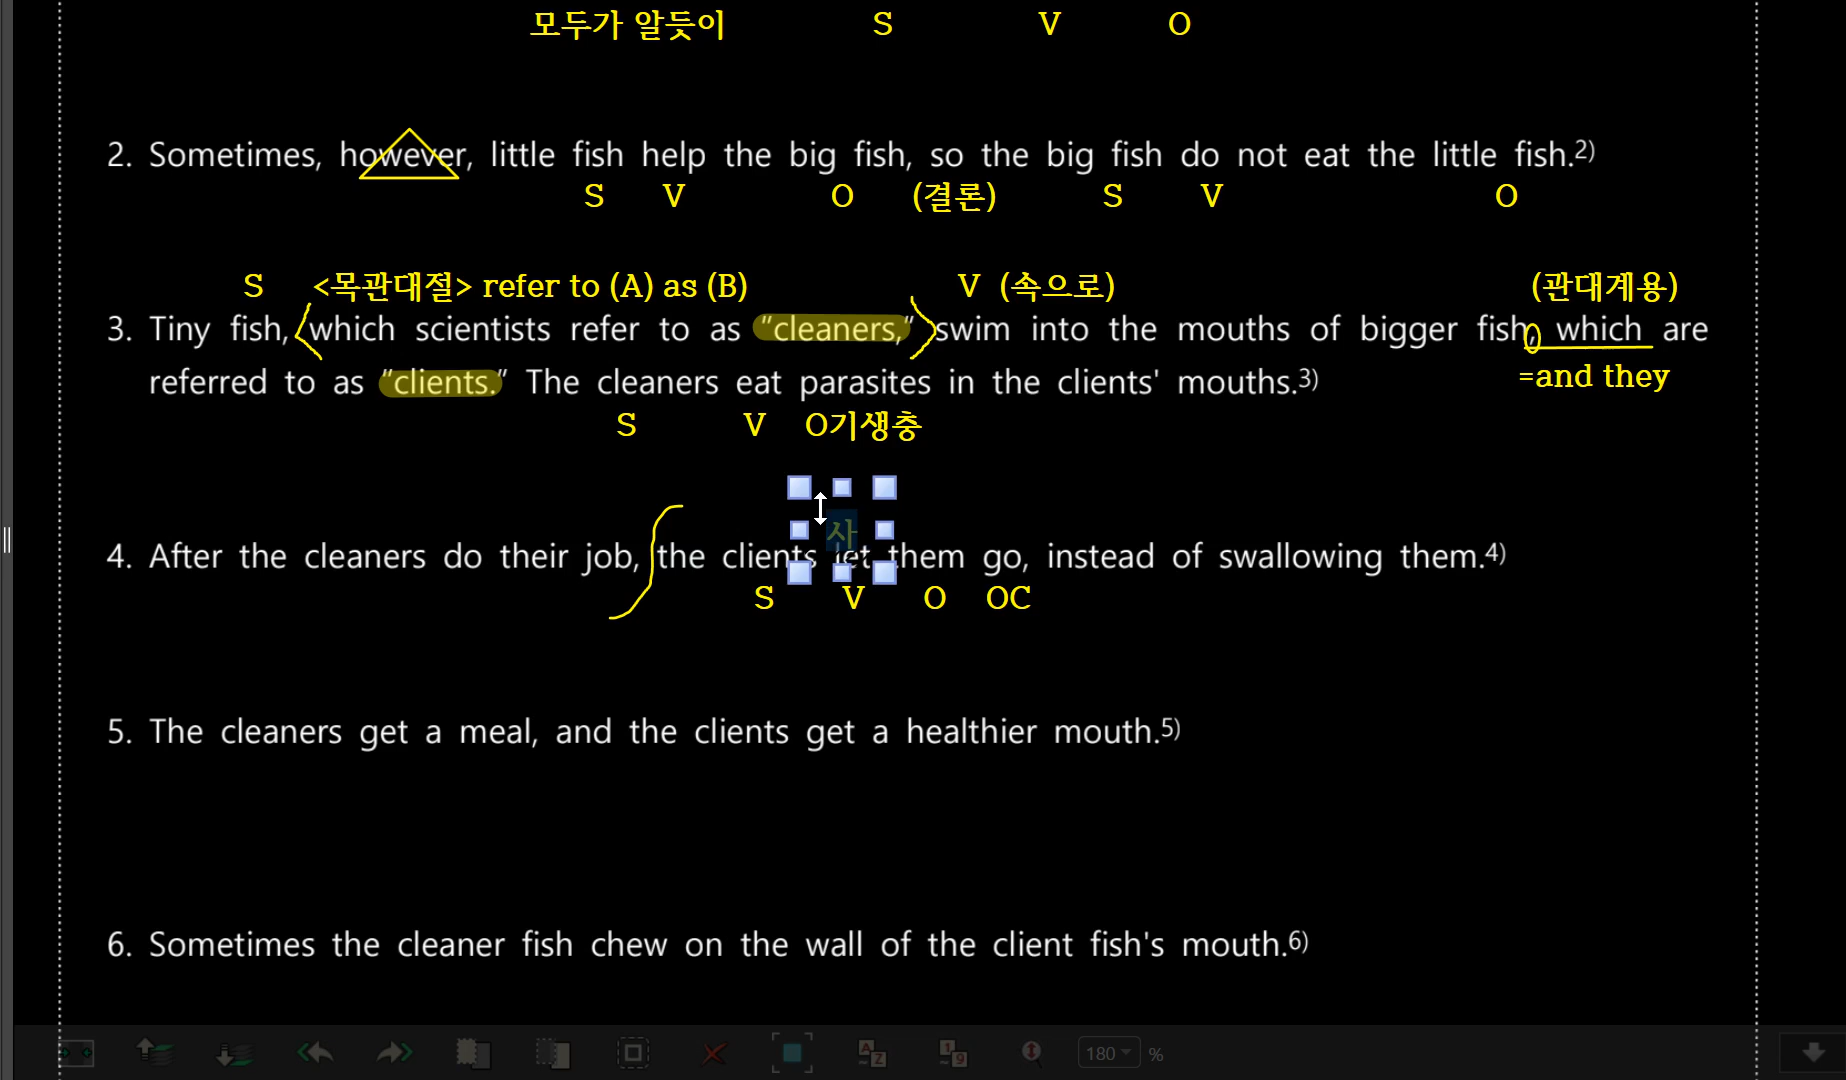 모두가 알듯이 S V O
2. Sometimes, however, little fish help the big fish, so the big fish do not eat the little fish.2)
S V O (결론) S V O
S <목관대절> refer to (A) as (B) V (속으로) (관대계용)
3. Tiny fish, which scientists refer to as "cleaners," swim into the mouths of bigger fish, which are
referred to as "clients." The cleaners eat parasites in the clients' mouths.3)
=and they
S V O기생충
사
4. After the cleaners do their job, the clients let them go, instead of swallowing them.4)
S V O OC
5. The cleaners get a meal, and the clients get a healthier mouth.5)
6. Sometimes the cleaner fish chew on the wall of the client fish's mouth.6)
A Z 1 9 180 %